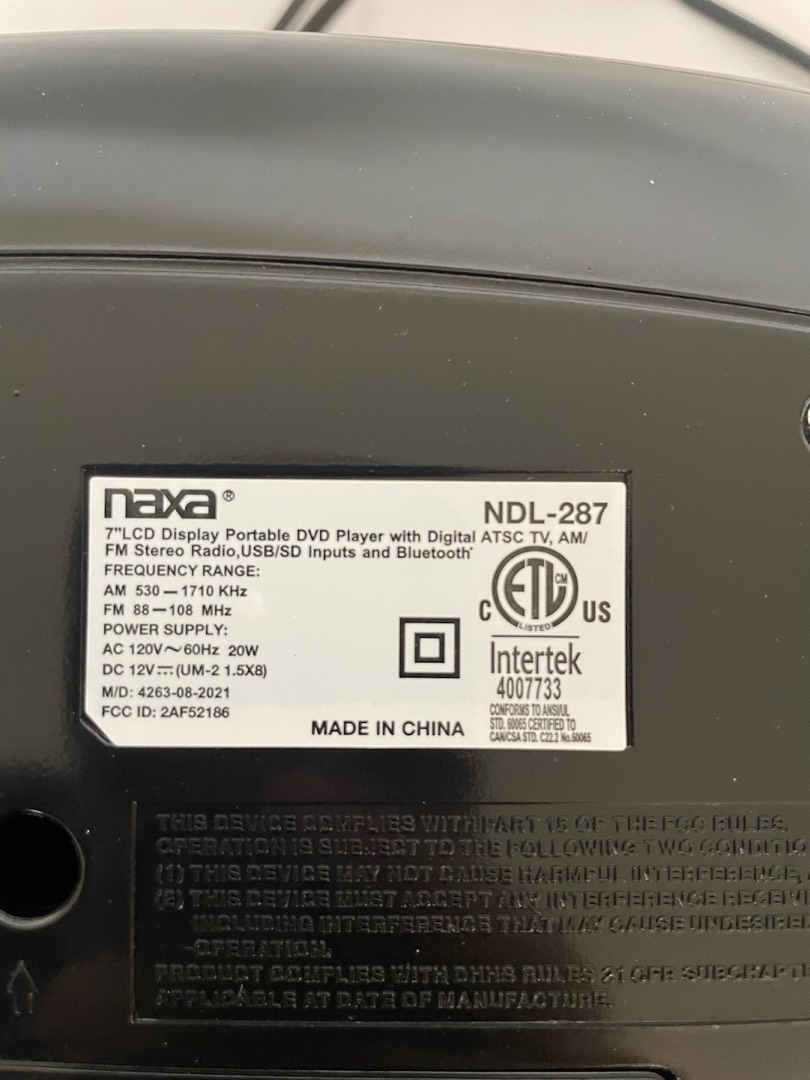 naxa®
NDL-287
7"LCD Display Portable DVD Player with Digital ATSC TV, AM/
FM Stereo Radio,USB/SD Inputs and Bluetooth®
FREQUENCY RANGE:
AM 530—1710 KHz
FM 88—108 MHz
POWER SUPPLY:
AC 120V～60Hz 20W
DC 12V⎓(UM-2 1.5X8)
M/D: 4263-08-2021
FCC ID: 2AF52186
MADE IN CHINA
C ETL CM US
LISTED
Intertek
4007733
CONFORMS TO ANSI/UL
STD. 60065 CERTIFIED TO
CAN/CSA STD. C22.2 No.60065
THIS DEVICE COMPLIES WITH PART 15 OF THE FCC RULES.
OPERATION IS SUBJECT TO THE FOLLOWING TWO CONDITIO
(1) THIS DEVICE MAY NOT CAUSE HARMFUL INTERFERENCE,
(2) THIS DEVICE MUST ACCEPT ANY INTERFERENCE RECEIV
INCLUDING INTERFERENCE THAT MAY CAUSE UNDESIRE
OPERATION.
PRODUCT COMPLIES WITH DHHS RULES 21 CFR SUBCHAPT
APPLICABLE AT DATE OF MANUFACTURE.